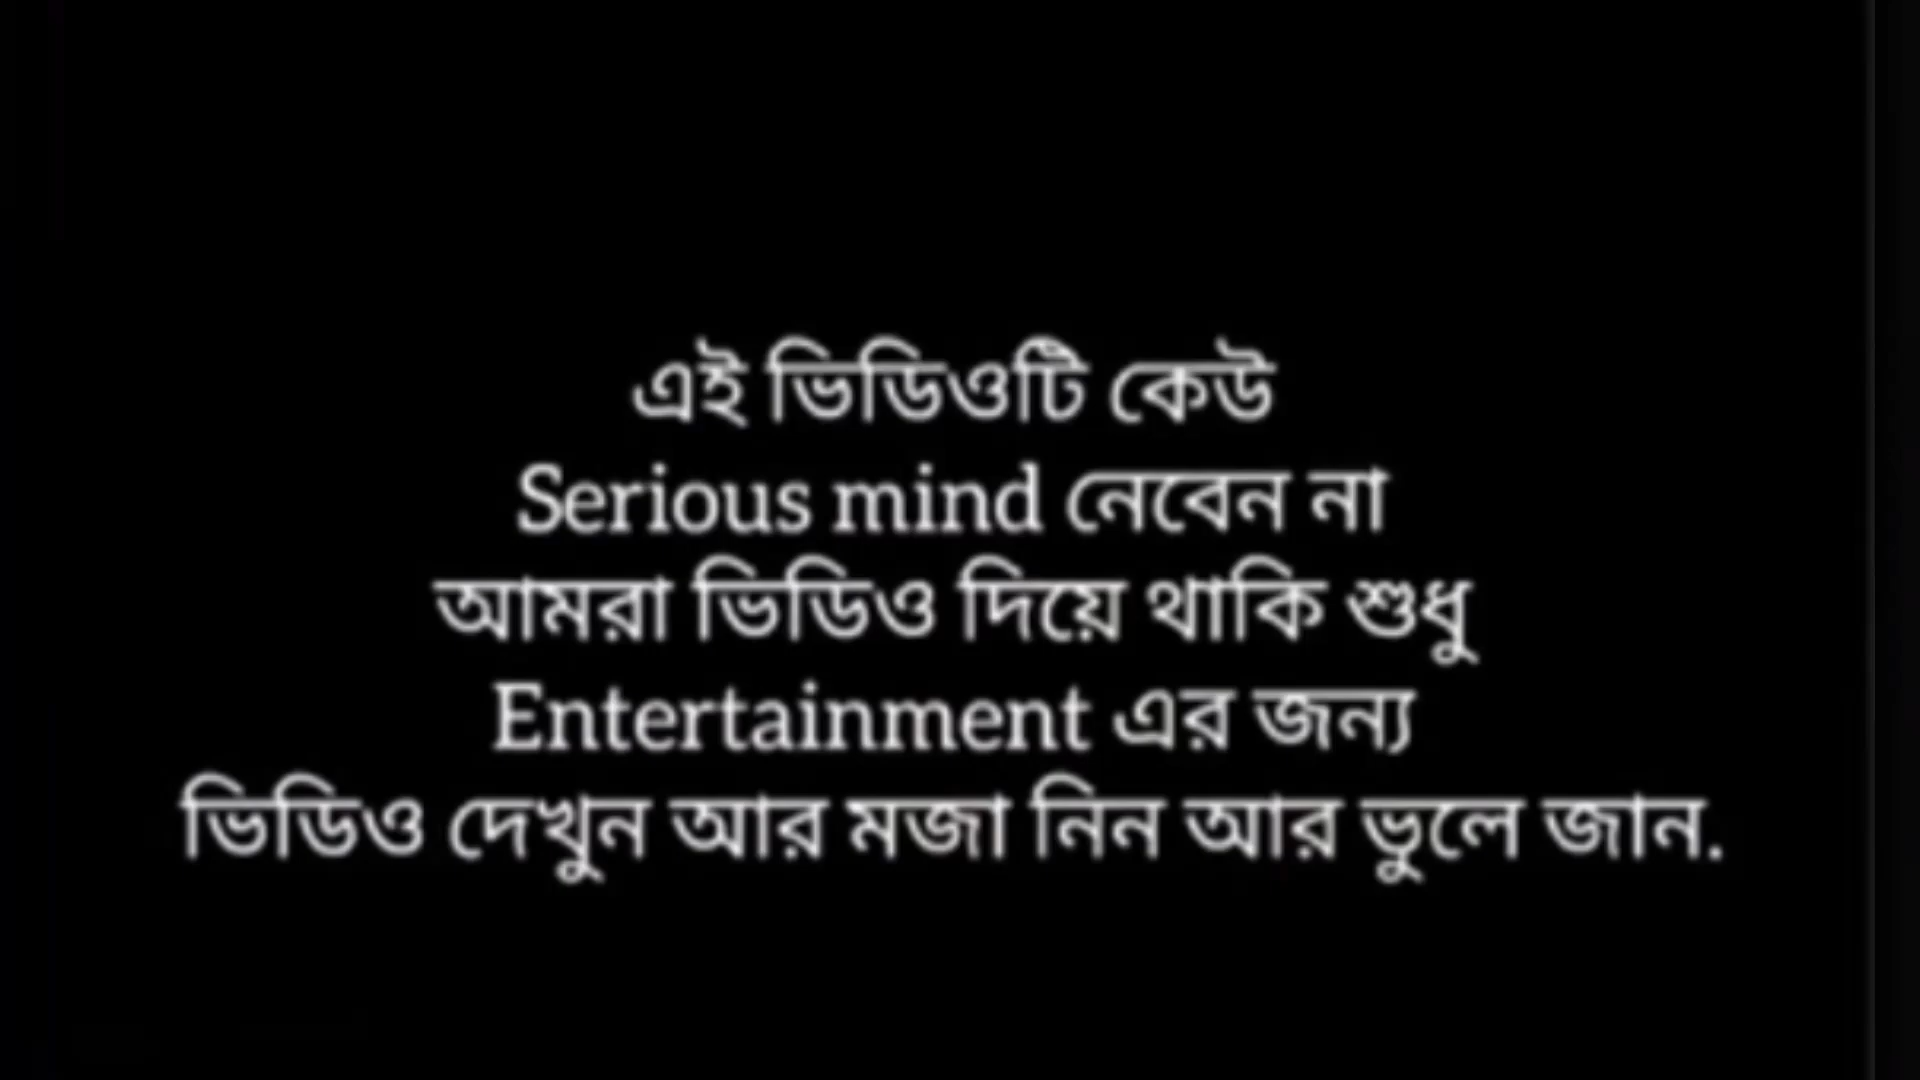 এই ভিডিওটি কেউ
Serious mind নেবেন না
আমরা ভিডিও দিয়ে থাকি শুধু
Entertainment এর জন্য
ভিডিও দেখুন আর মজা নিন আর ভুলে জান.